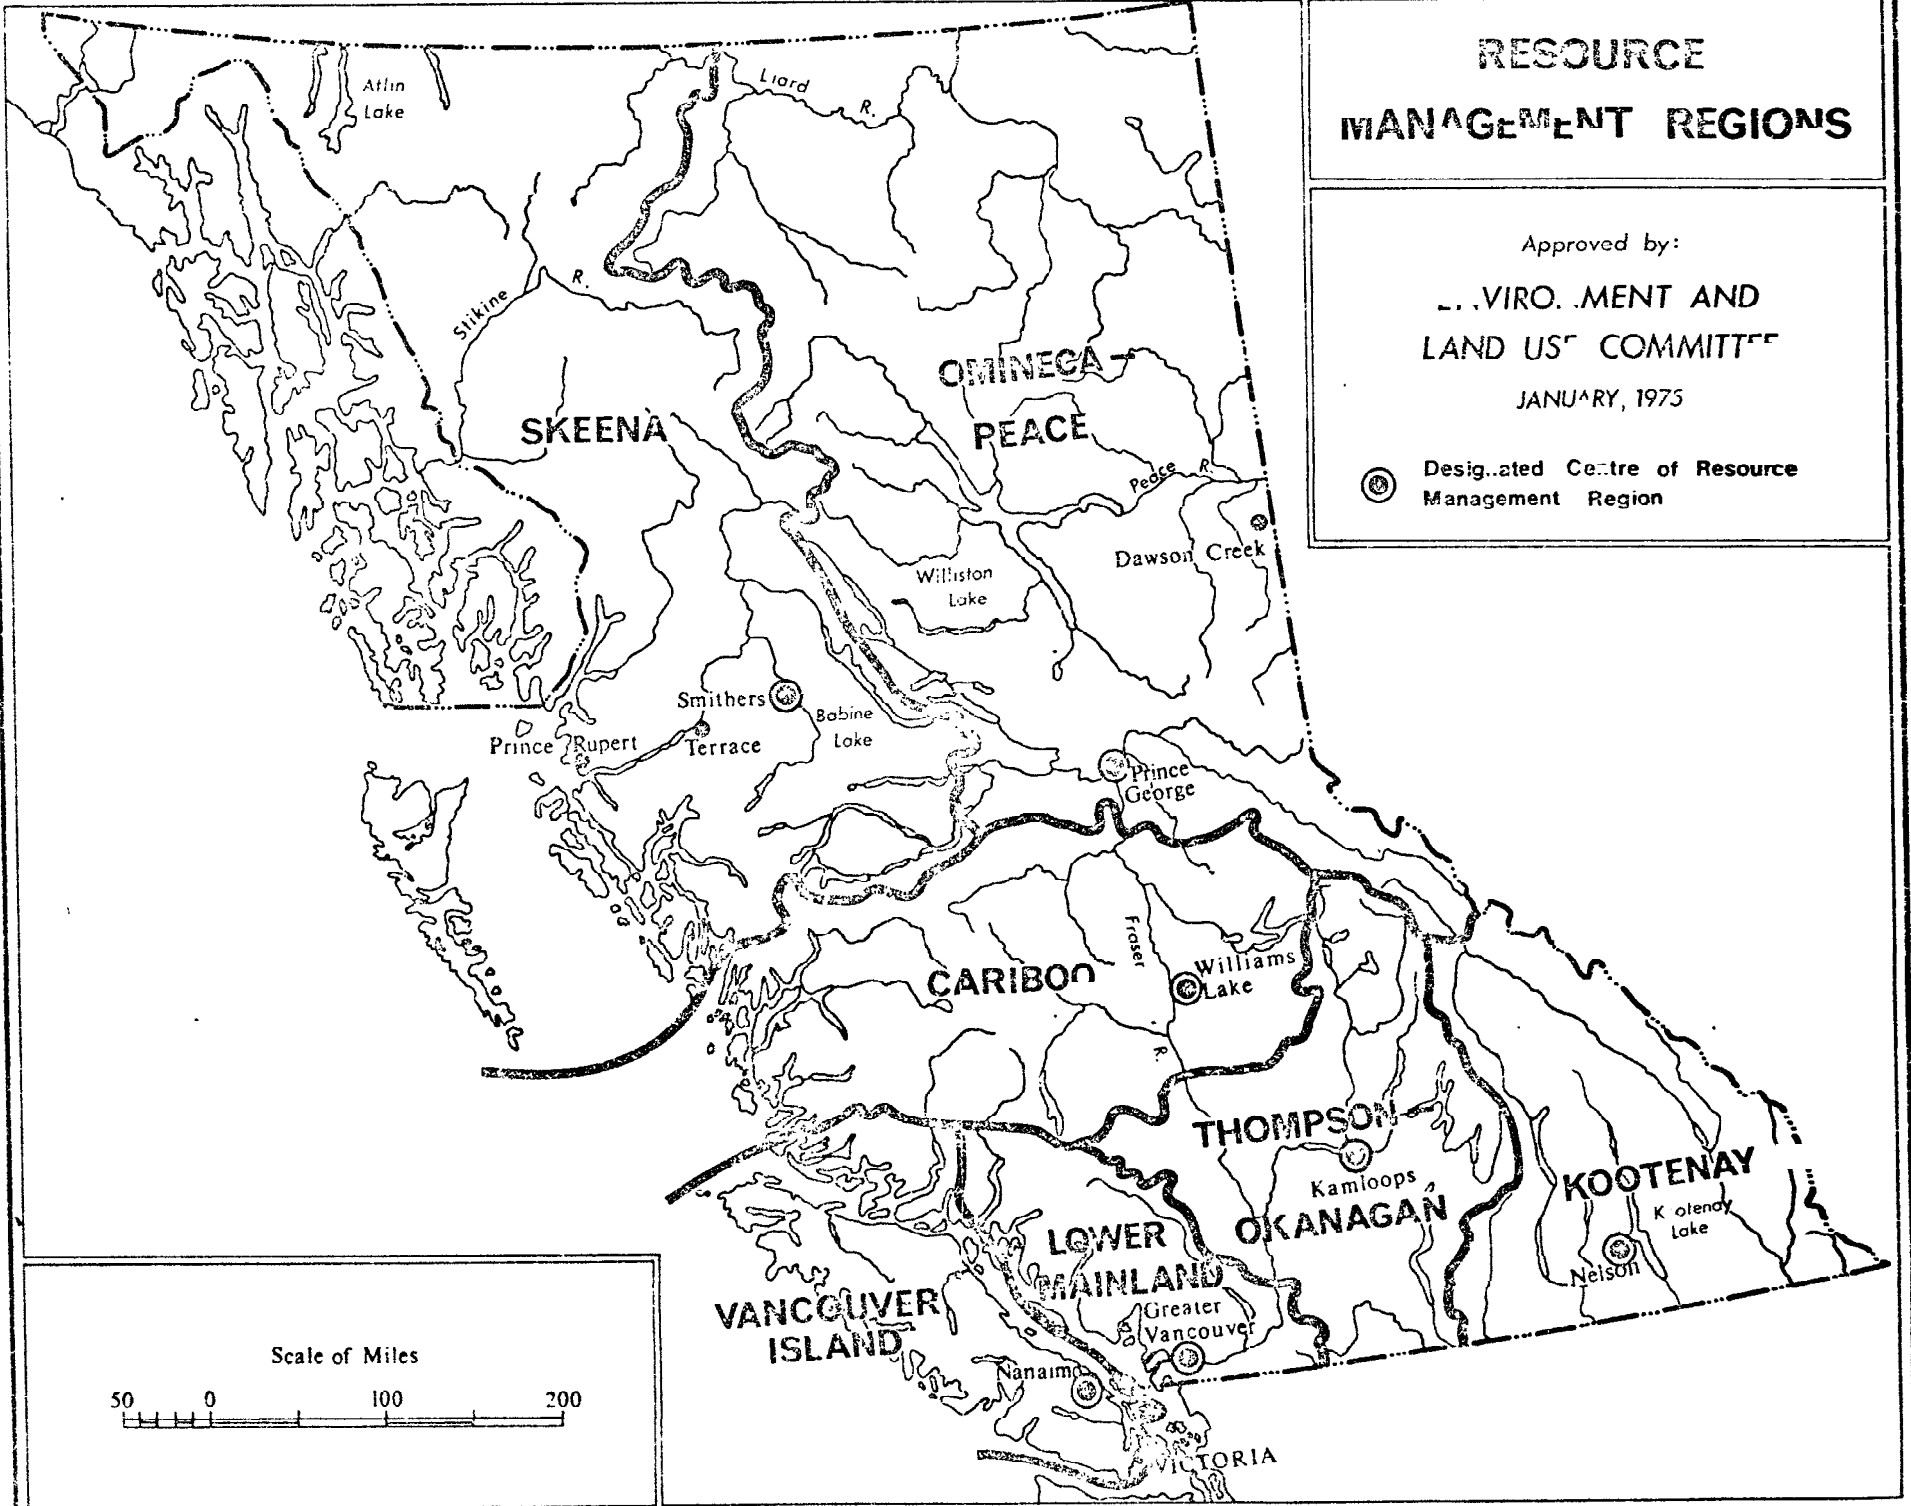 RESOURCE
MANAGEMENT REGIONS
Approved by:
ENVIRONMENT AND
LAND USE COMMITTEE
JANUARY, 1975
Designated Centre of Resource
Management Region
Atlin
Lake
Liard
R.
Stikine
R.
OMINECA-
PEACE
SKEENA
Peace R.
Dawson Creek
Williston
Lake
Smithers
Babine
Lake
Prince Rupert
Terrace
Prince
George
Fraser
R.
CARIBOO
Williams
Lake
THOMPSON-
Kamloops
OKANAGAN
KOOTENAY
Kootenay
Lake
Nelson
LOWER
MAINLAND
Greater
Vancouver
VANCOUVER
ISLAND
Nanaimo
VICTORIA
Scale of Miles
50 0 100 200